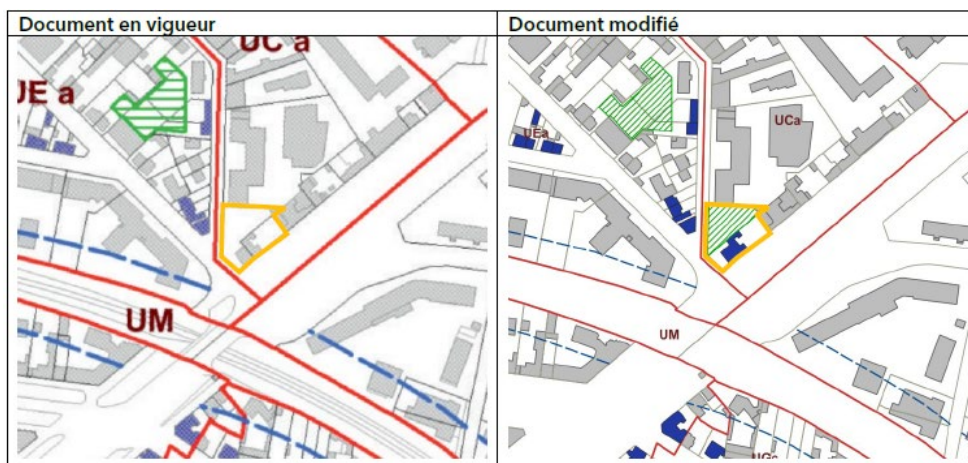 Document en vigueur
Document modifié
UC a
UE a
UM
UCa
UEa
UM
UGc